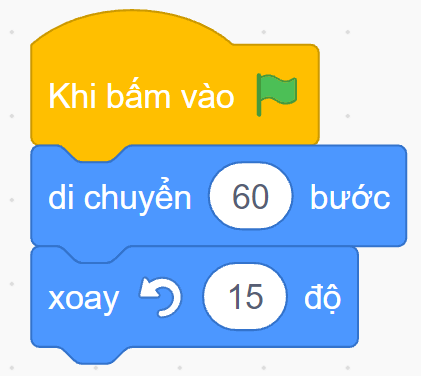 Khi bấm vào
di chuyển 60 bước
xoay 15 độ